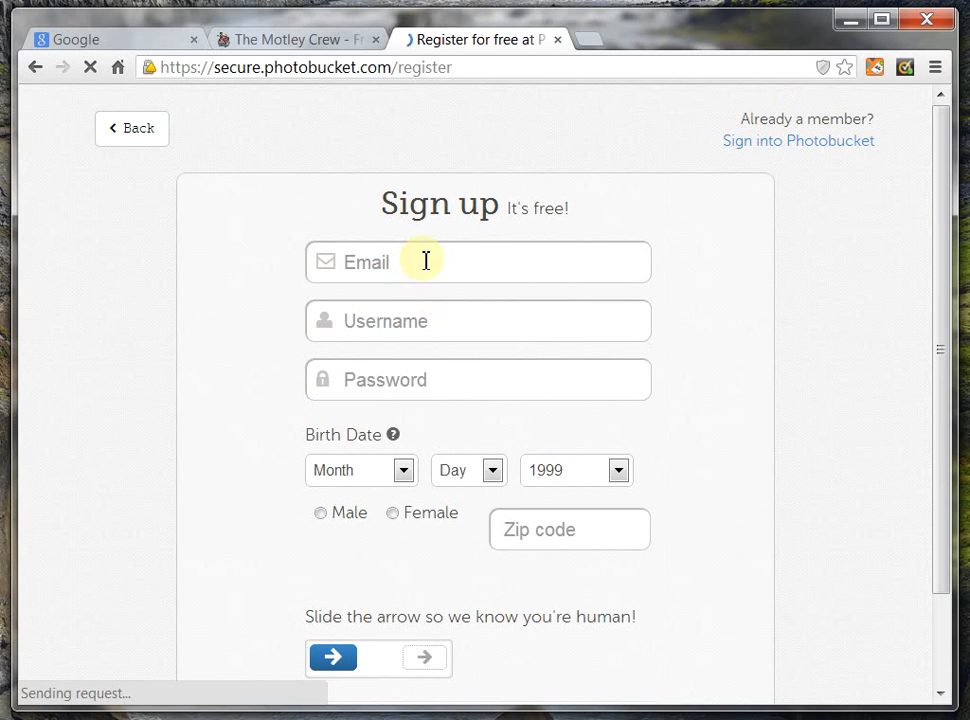 Google
The Motley Crew - Fr
Register for free at P
https://secure.photobucket.com/register
Back
Already a member?
Sign into Photobucket
Sign up It's free!
Email
Username
Password
Birth Date
Month Day 1999
Male Female
Zip code
Slide the arrow so we know you're human!
Sending request...